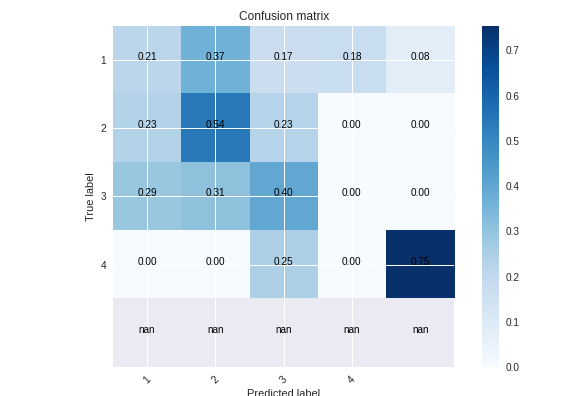 Confusion matrix
1 0.21 0.37 0.17 0.18 0.08
2 0.23 0.54 0.23 0.00 0.00
3 0.29 0.31 0.40 0.00 0.00
4 0.00 0.00 0.25 0.00 0.75
nan nan nan nan nan
1 2 3 4
True label
Predicted label
0.7
0.6
0.5
0.4
0.3
0.2
0.1
0.0